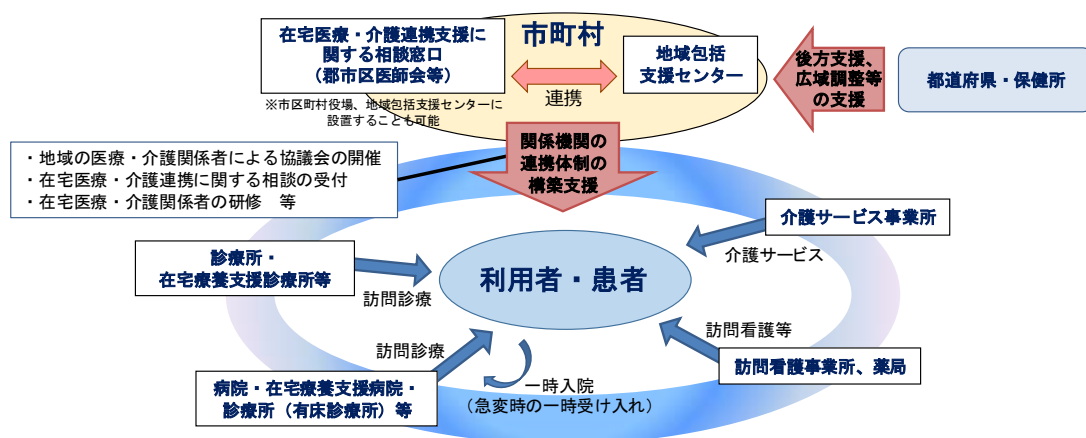 市町村
在宅医療・介護連携支援に
関する相談窓口
（郡市区医師会等）
連携
地域包括
支援センター
※市区町村役場、地域包括支援センターに
設置することも可能
後方支援、
広域調整等
の支援
都道府県・保健所
関係機関の
連携体制の
構築支援
・地域の医療・介護関係者による協議会の開催
・在宅医療・介護連携に関する相談の受付
・在宅医療・介護関係者の研修　等
介護サービス事業所
介護サービス
診療所・
在宅療養支援診療所等
訪問診療
利用者・患者
訪問診療
訪問看護等
病院・在宅療養支援病院・
診療所（有床診療所）等
一時入院
（急変時の一時受け入れ）
訪問看護事業所、薬局